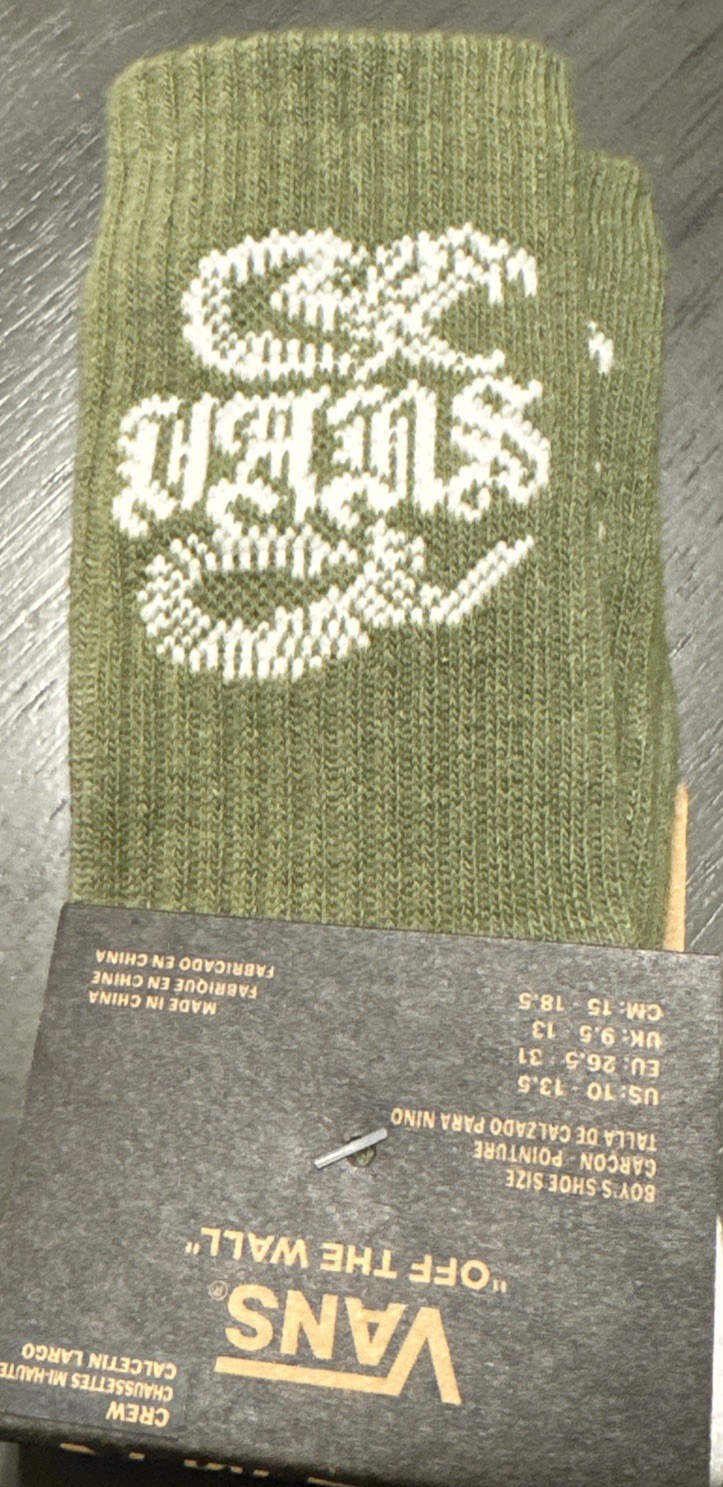 VANS
MADE IN CHINA
FABRIQUÉ EN CHINE
FABRICADO EN CHINA
CREW
CHAUSSETTES MI-HAUTE
CALCETIN LARGO
VANS®
"OFF THE WALL"
BOY'S SHOE SIZE
GARÇON - POINTURE
TALLA DE CALZADO PARA NINO
US: 10 - 13.5
EU: 26.5 - 31
UK: 9.5 - 13
CM: 15 - 18.5